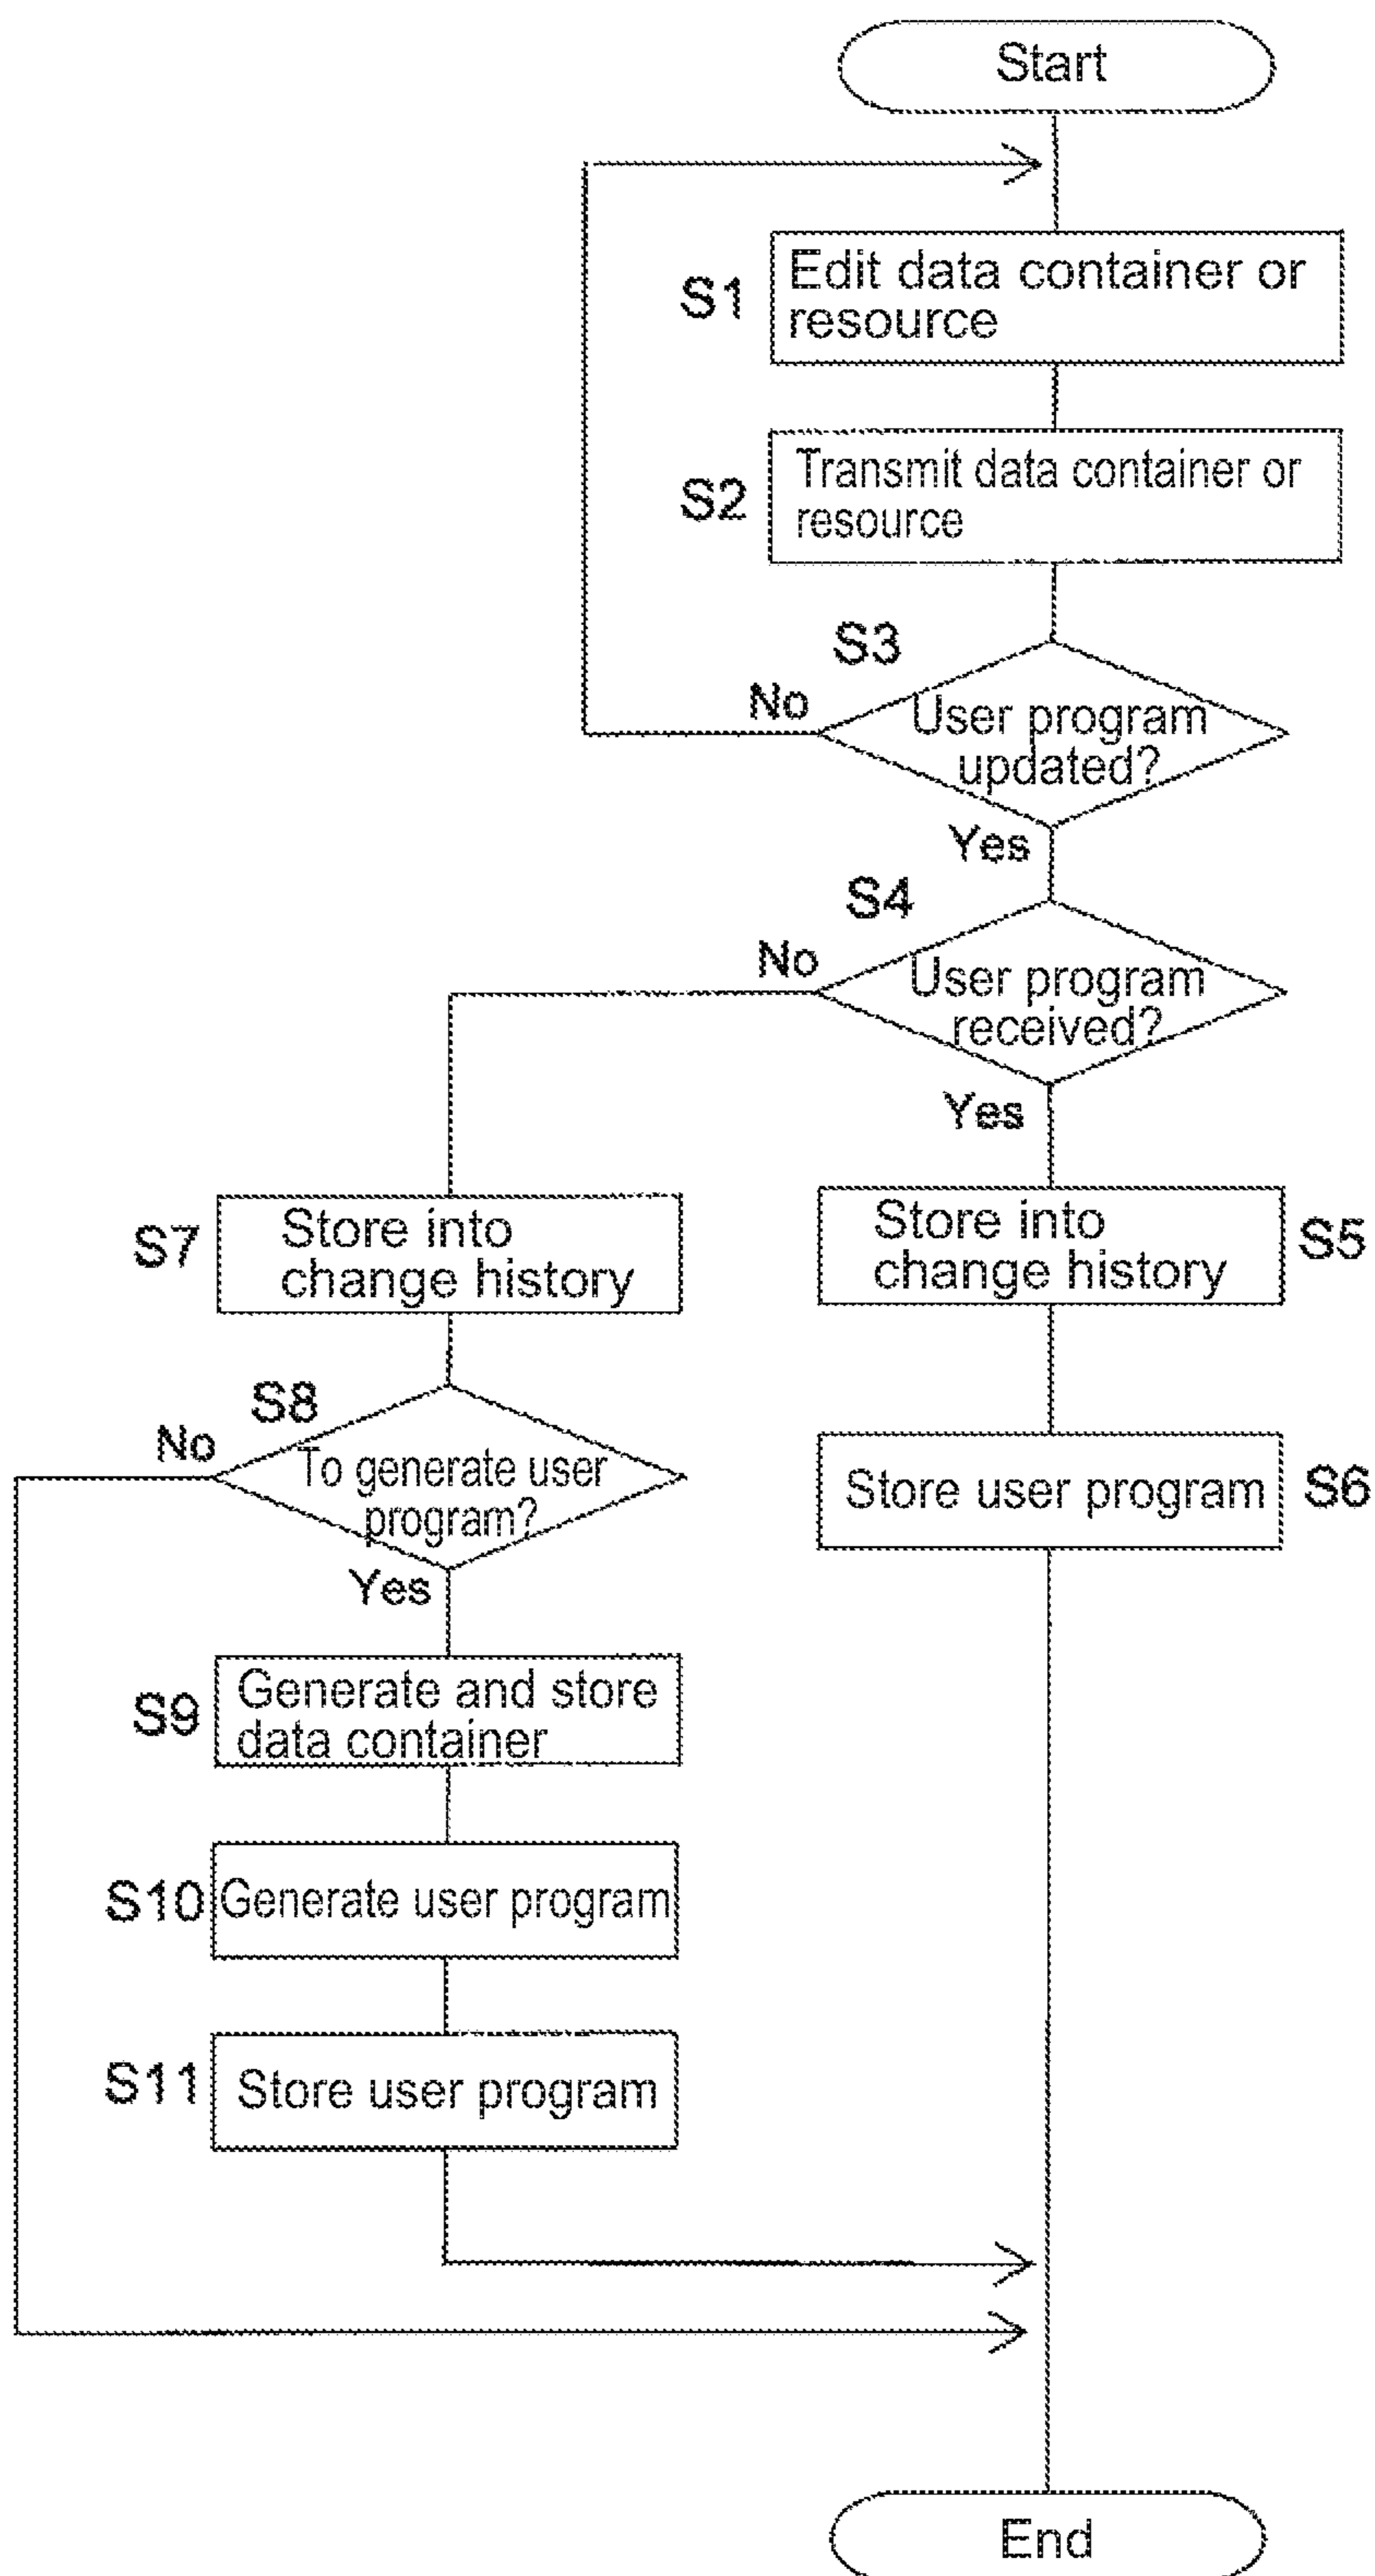 Start
S1
Edit data container or
resource
S2
Transmit data container or
resource
S3
No
User program
updated?
Yes
S4
No
User program
received?
Yes
S7
Store into
change history
Store into
change history
S5
S8
No
To generate user
program?
Yes
Store user program
S6
S9
Generate and store
data container
S10
Generate user program
S11
Store user program
End